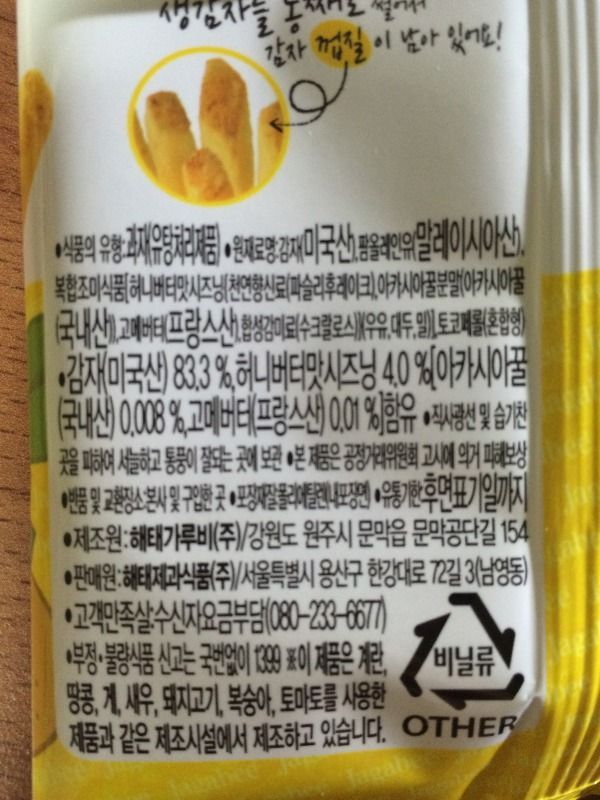 생감자를 통째로 썰어서
감자 껍질이 남아 있어요!
•식품의 유형:과자(유탕처리제품) •원재료명:감자(미국산),팜올레인유(말레이시아산),
복합조미식품[허니버터맛시즈닝{천연향신료(파슬리후레이크),아카시아꿀분말(아카시아꿀
(국내산)),고메버터(프랑스산),합성감미료(수크랄로스)}(우유,대두,밀)],토코페롤(혼합형)
•감자(미국산) 83.3 %,허니버터맛시즈닝 4.0 %[아카시아꿀
(국내산) 0.008 %,고메버터(프랑스산) 0.01 %]함유 •직사광선 및 습기찬
곳을 피하여 서늘하고 통풍이 잘되는 곳에 보관 •본 제품은 공정거래위원회 고시에 의거 피해보상
•반품 및 교환장소:본사 및 구입한 곳 •포장재질:폴리에틸렌(내포장면) •유통기한:후면표기일까지
•제조원:해태가루비(주)/강원도 원주시 문막읍 문막공단길 154
•판매원:해태제과식품(주)/서울특별시 용산구 한강대로 72길 3(남영동)
•고객만족실:수신자요금부담(080-233-6677)
•부정·불량식품 신고는 국번없이 1399 ※이 제품은 계란,
땅콩, 게, 새우, 돼지고기, 복숭아, 토마토를 사용한
제품과 같은 제조시설에서 제조하고 있습니다.
비닐류
OTHER